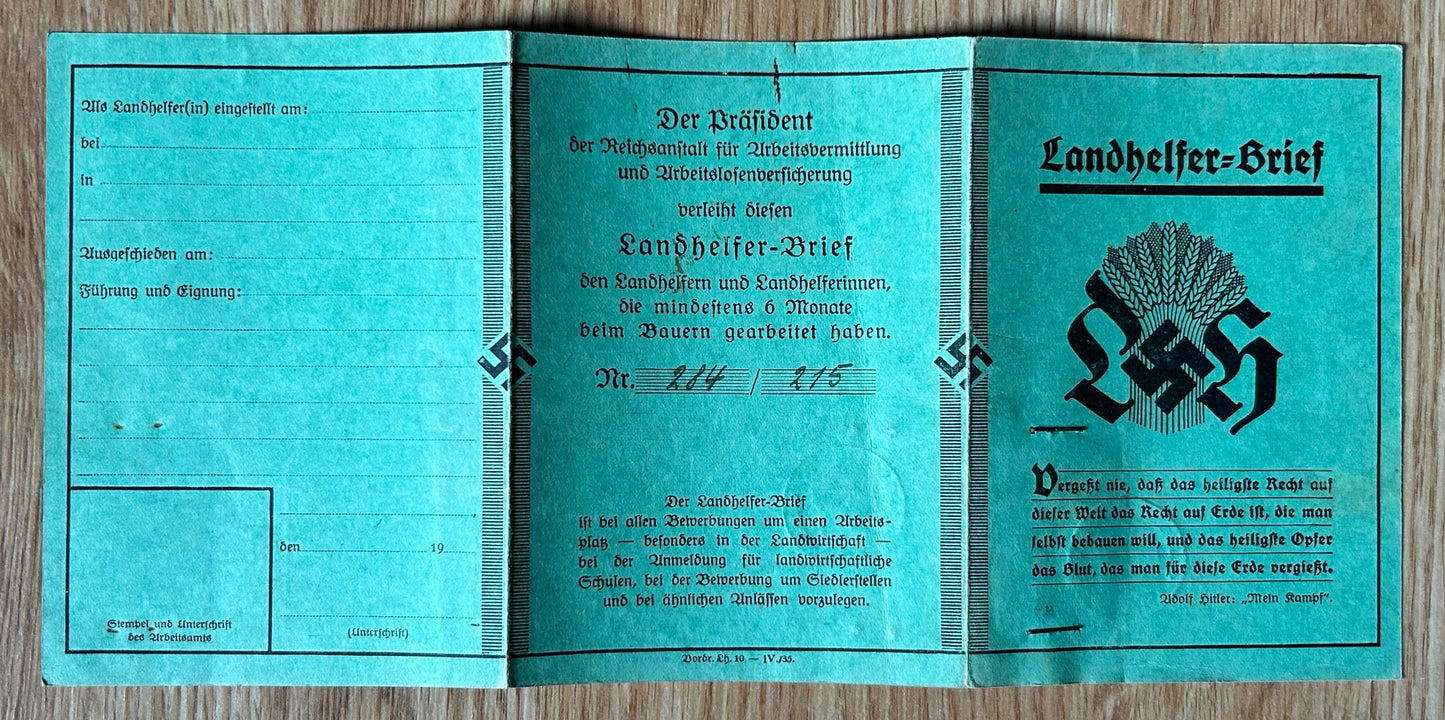 Als Landhelfer(in) eingestellt am:
bei
in
Ausgeschieden am:
Führung und Eignung:
den 19
Stempel und Unterschrift
des Arbeitsamts
(Unterschrift)
Der Präsident
der Reichsanstalt für Arbeitsvermittlung
und Arbeitslosenversicherung
verleiht diesen
Landhelfer-Brief
den Landhelfern und Landhelferinnen,
die mindestens 6 Monate
beim Bauern gearbeitet haben.
Nr. 284 / 215
Der Landhelfer-Brief
ist bei allen Bewerbungen um einen Arbeits-
platz — besonders in der Landwirtschaft —
bei der Anmeldung für landwirtschaftliche
Schulen, bei der Bewerbung um Siedlerstellen
und bei ähnlichen Anlässen vorzulegen.
Vordr. Lh. 10 — IV./35.
Landhelfer-Brief
L H
Vergeßt nie, daß das heiligste Recht auf
dieser Welt das Recht auf Erde ist, die man
selbst bebauen will, und das heiligste Opfer
das Blut, das man für diese Erde vergießt.
Adolf Hitler: „Mein Kampf“.